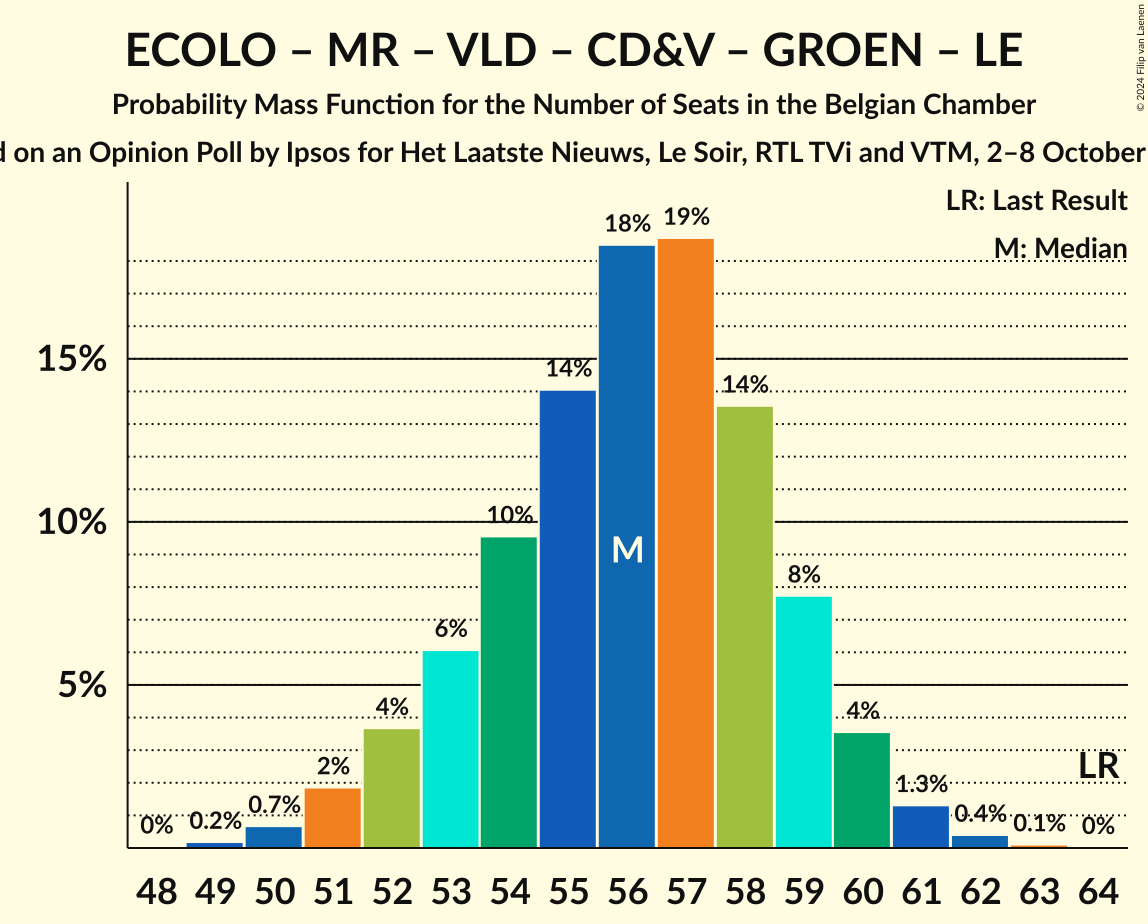 ECOLO – MR – VLD – CD&V – GROEN – LE
Probability Mass Function for the Number of Seats in the Belgian Chamber
on an Opinion Poll by Ipsos for Het Laatste Nieuws, Le Soir, RTL TVi and VTM, 2–8 October
© 2024 Filip van Laenen
LR: Last Result
M: Median
15%
10%
5%
0%
0.2%
0.7%
2%
4%
6%
10%
14%
18%
19%
14%
8%
4%
1.3%
0.4%
0.1%
0%
M
LR
48 49 50 51 52 53 54 55 56 57 58 59 60 61 62 63 64